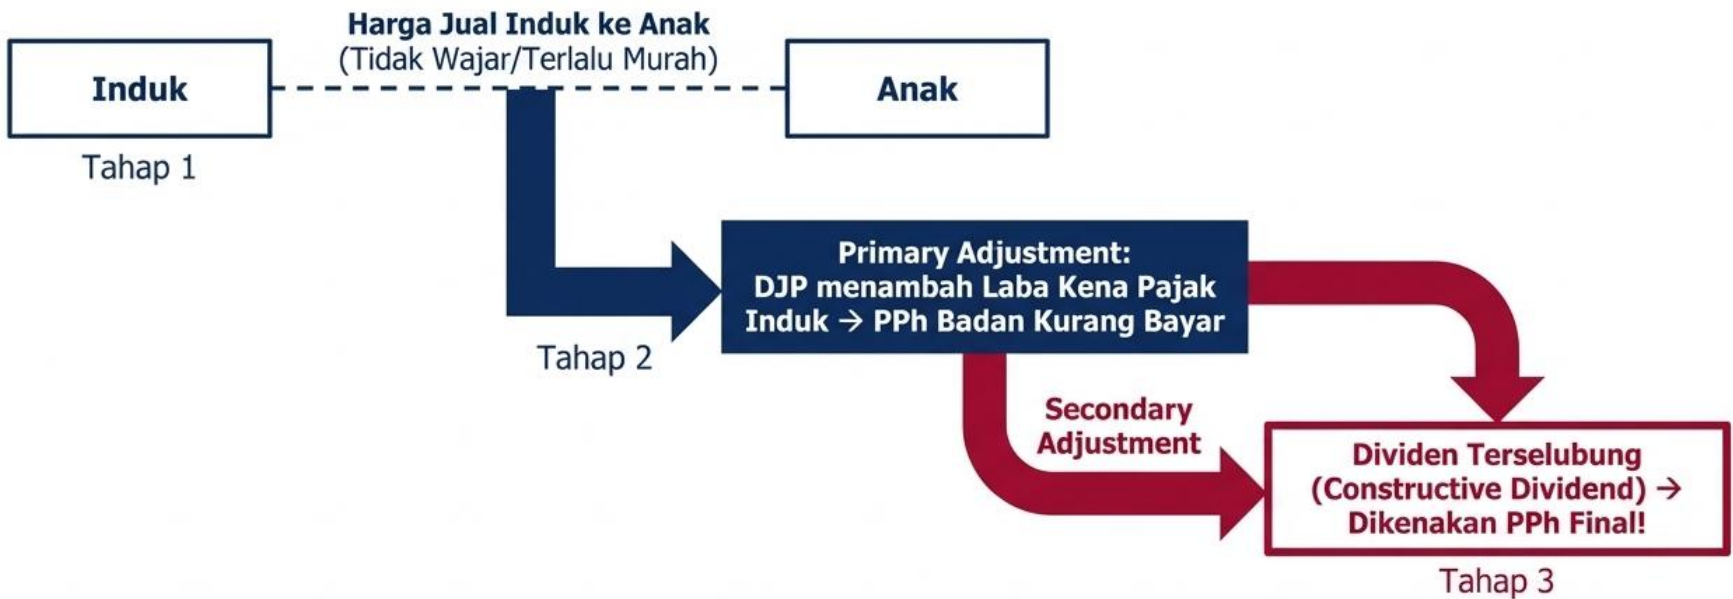 Harga Jual Induk ke Anak
(Tidak Wajar/Terlalu Murah)
Induk
Anak
Tahap 1
Primary Adjustment:
DJP menambah Laba Kena Pajak
Induk → PPh Badan Kurang Bayar
Tahap 2
Secondary
Adjustment
Dividen Terselubung
(Constructive Dividend) →
Dikenakan PPh Final!
Tahap 3